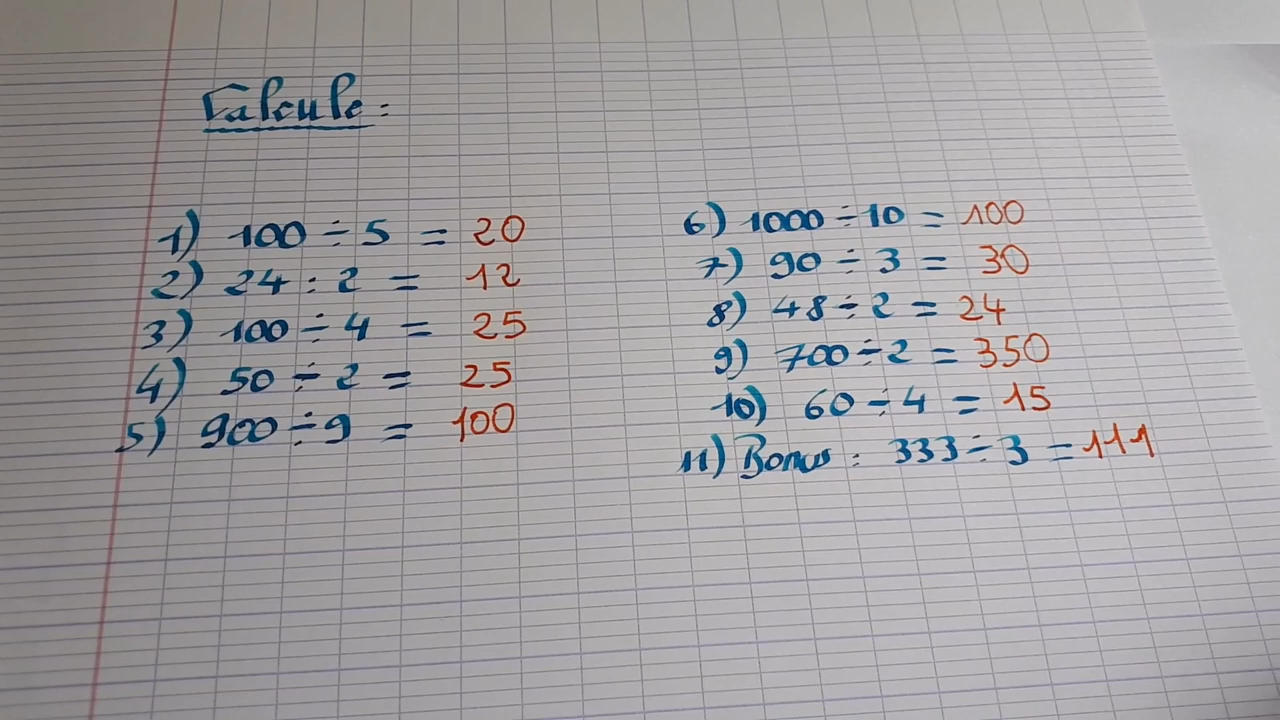 Calcule :
1) 100 ÷ 5 = 20
2) 24 : 2 = 12
3) 100 ÷ 4 = 25
4) 50 ÷ 2 = 25
5) 900 ÷ 9 = 100
6) 1000 ÷ 10 = 100
7) 90 ÷ 3 = 30
8) 48 ÷ 2 = 24
9) 700 ÷ 2 = 350
10) 60 ÷ 4 = 15
11) Bonus : 333 ÷ 3 = 111